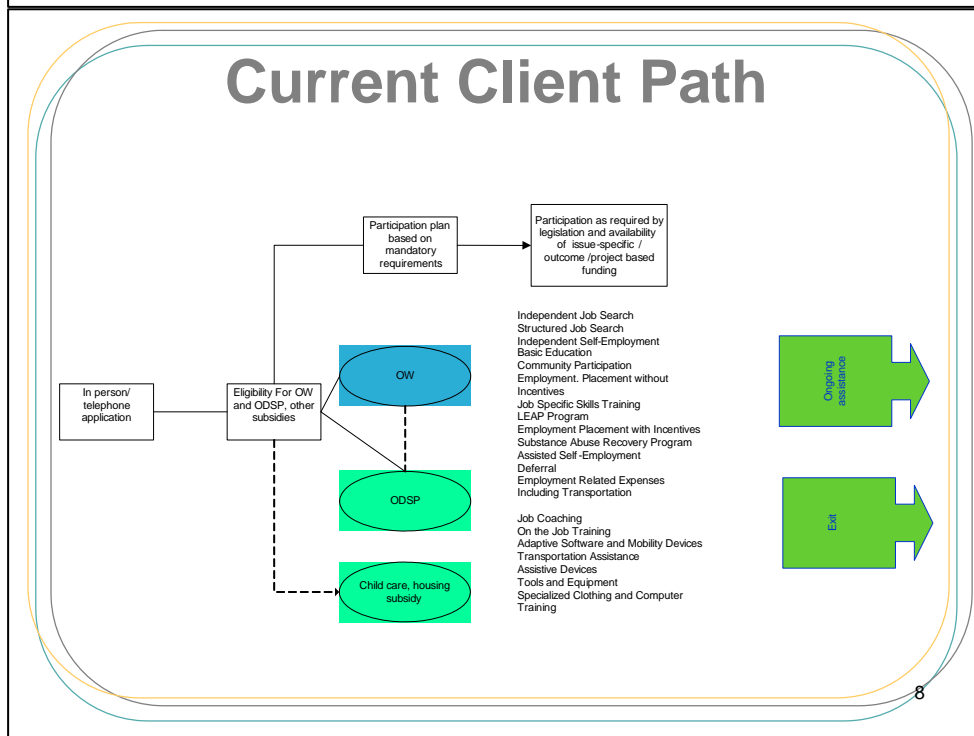 Current Client Path
Participation plan
based on
mandatory
requirements
Participation as required by
legislation and availability
of issue-specific /
outcome /project based
funding
In person/
telephone
application
Eligibility For OW
and ODSP, other
subsidies
OW
ODSP
Child care, housing
subsidy
Independent Job Search
Structured Job Search
Independent Self-Employment
Basic Education
Community Participation
Employment. Placement without
Incentives
Job Specific Skills Training
LEAP Program
Employment Placement with Incentives
Substance Abuse Recovery Program
Assisted Self-Employment
Deferral
Employment Related Expenses
Including Transportation
Job Coaching
On the Job Training
Adaptive Software and Mobility Devices
Transportation Assistance
Assistive Devices
Tools and Equipment
Specialized Clothing and Computer
Training
Ongoing
assistance
Exit
8